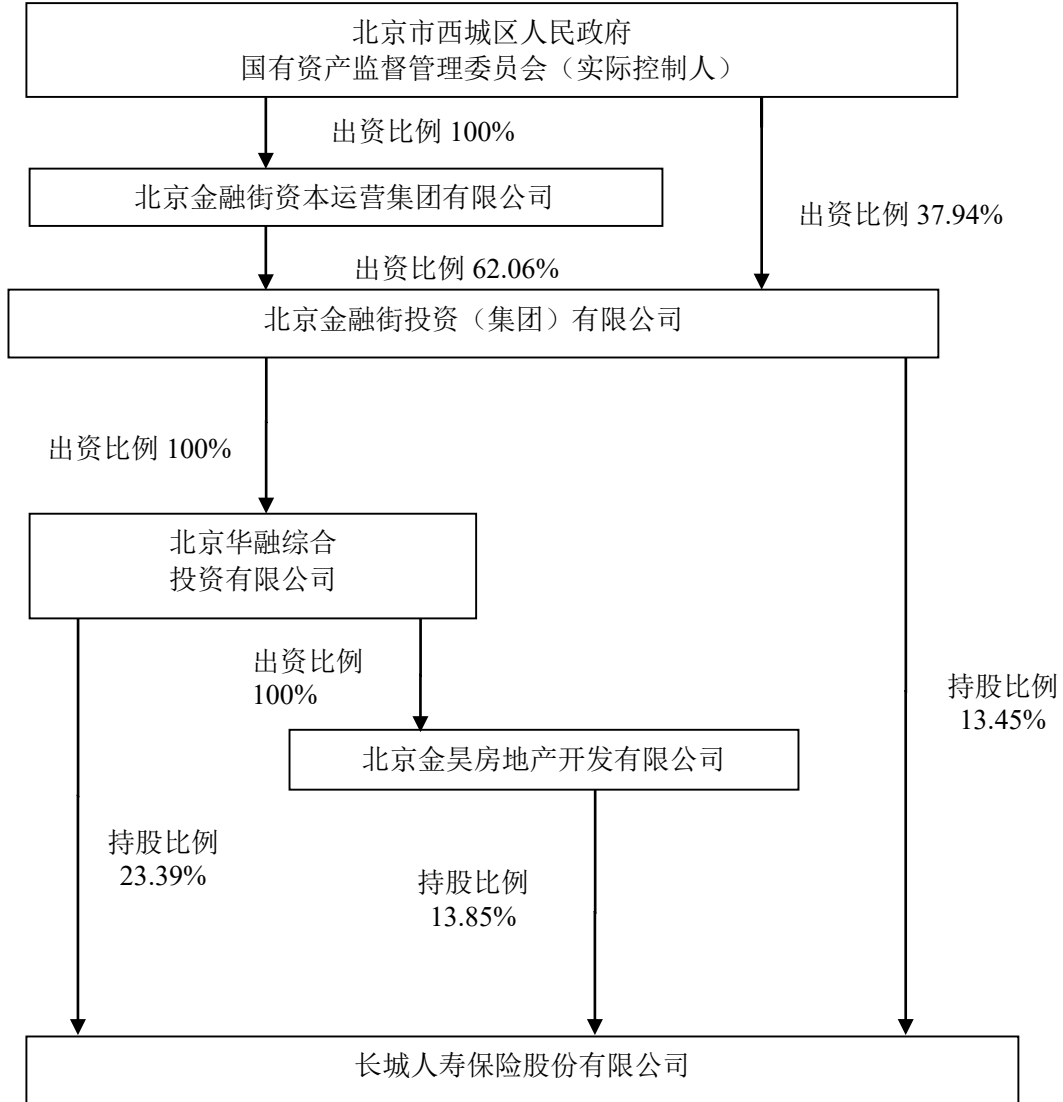 北京市西城区人民政府
国有资产监督管理委员会（实际控制人）
出资比例 100%
北京金融街资本运营集团有限公司
出资比例 37.94%
出资比例 62.06%
北京金融街投资（集团）有限公司
出资比例 100%
北京华融综合
投资有限公司
出资比例
100%
持股比例
13.45%
北京金昊房地产开发有限公司
持股比例
23.39%
持股比例
13.85%
长城人寿保险股份有限公司